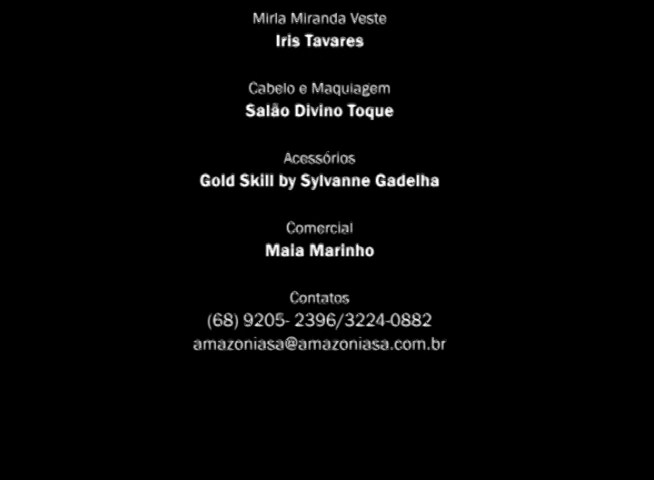 Mirla Miranda Veste
Iris Tavares
Cabelo e Maquiagem
Salão Divino Toque
Acessórios
Gold Skill by Sylvanne Gadelha
Comercial
Maia Marinho
Contatos
(68) 9205- 2396/3224-0882
amazoniasa@amazoniasa.com.br